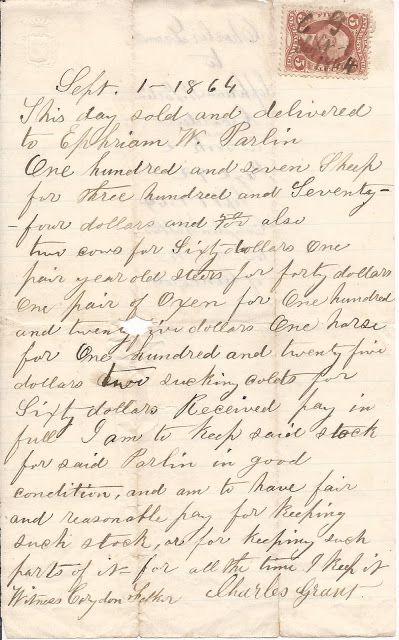 Sept. 1-1864
This day sold and delivered
to Ephriam W. Parlin
One hundred and seven Sheep
for three hundred and Seventy-
-four dollars and also
two cows for Sixty dollars One
pair year old steers for forty dollars
One pair of Oxen for One hundred
and twenty five dollars One horse
for One hundred and twenty five
dollars two sucking colts for
Sixty dollars Received pay in
full I am to keep said stock
for said Parlin in good
condition, and am to have fair
and reasonable pay for keeping
such stock, or for keeping such
parts of it for all the time I keep it
Witness Corydon Charles Grant.